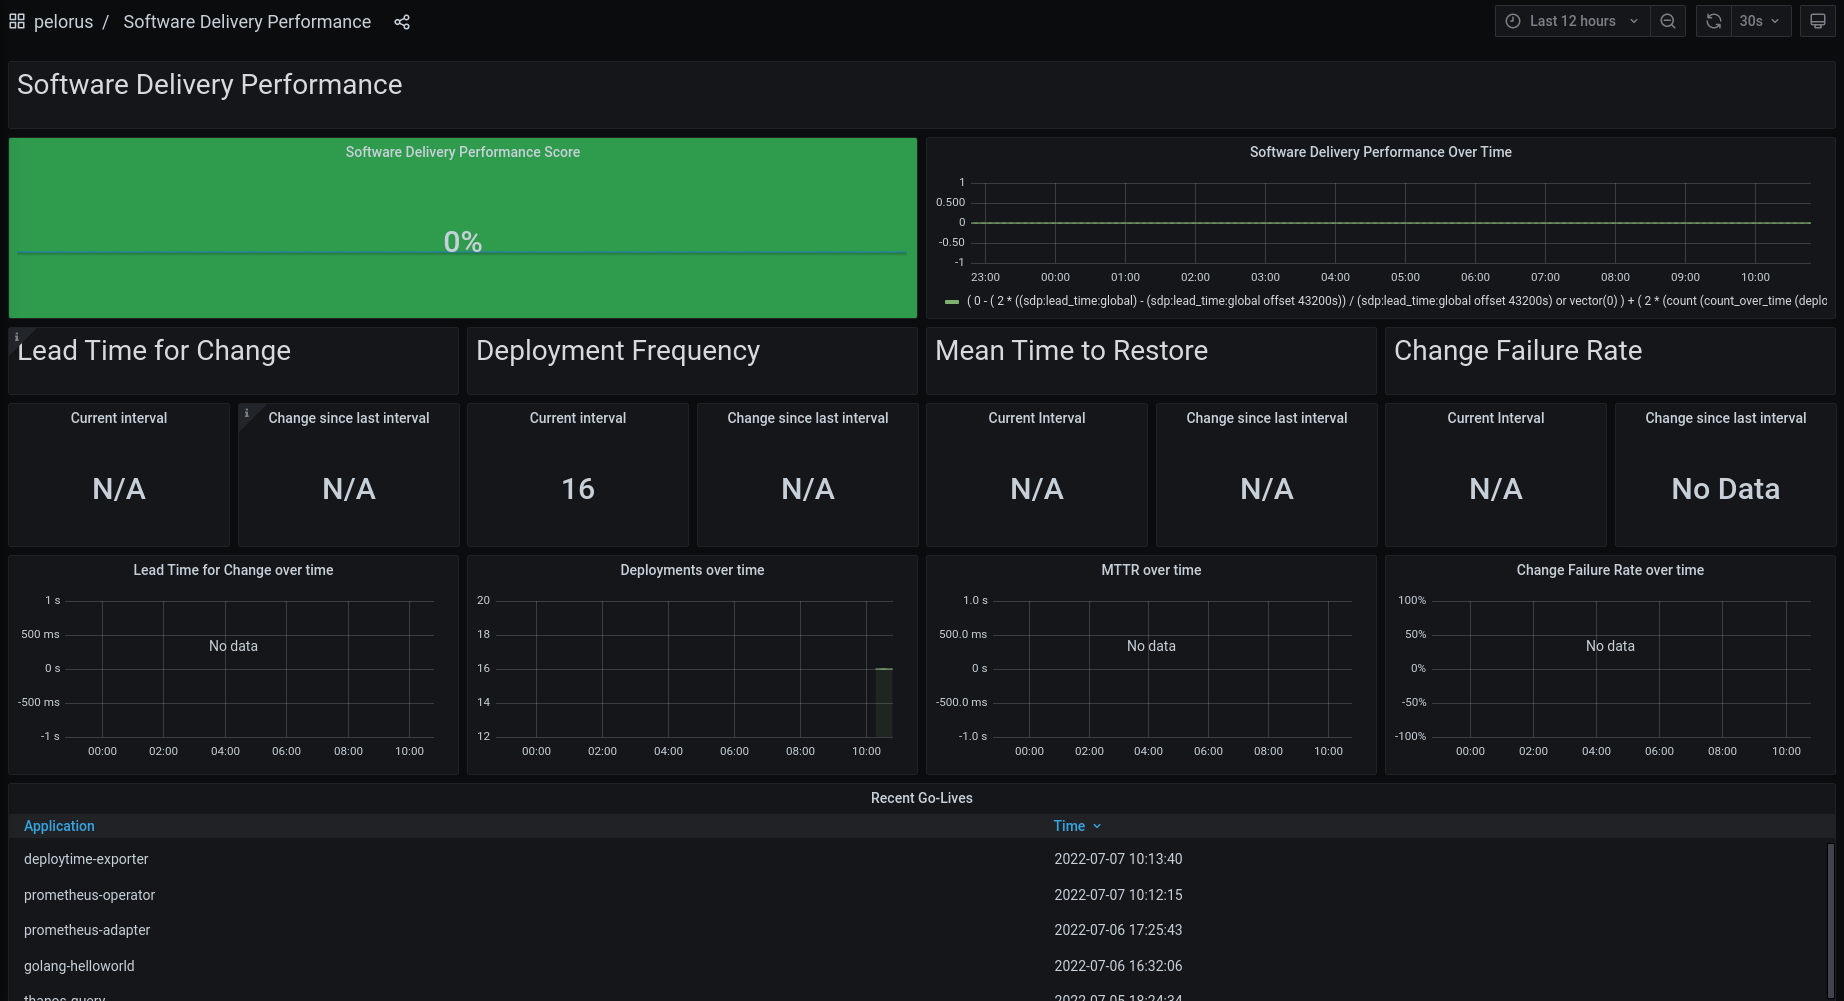 pelorus / Software Delivery Performance
Last 12 hours
30s
Software Delivery Performance
Software Delivery Performance Score
0%
Software Delivery Performance Over Time
1
0.500
0
-0.50
-1
23:00 00:00 01:00 02:00 03:00 04:00 05:00 06:00 07:00 08:00 09:00 10:00
( 0 - ( 2 * ((sdp:lead_time:global) - (sdp:lead_time:global offset 43200s)) / (sdp:lead_time:global offset 43200s) or vector(0) ) + ( 2 * (count (count_over_time (deplo
i
Lead Time for Change
Deployment Frequency
Mean Time to Restore
Change Failure Rate
Current interval
N/A
i
Change since last interval
N/A
Current interval
16
Change since last interval
N/A
Current Interval
N/A
Change since last interval
N/A
Current Interval
N/A
Change since last interval
No Data
Lead Time for Change over time
1 s
500 ms
0 s
-500 ms
-1 s
No data
00:00 02:00 04:00 06:00 08:00 10:00
Deployments over time
20
18
16
14
12
00:00 02:00 04:00 06:00 08:00 10:00
MTTR over time
1.0 s
500.0 ms
0 s
-500.0 ms
-1.0 s
No data
00:00 02:00 04:00 06:00 08:00 10:00
Change Failure Rate over time
100%
50%
0%
-50%
-100%
No data
00:00 02:00 04:00 06:00 08:00 10:00
Recent Go-Lives
Application Time
deploytime-exporter 2022-07-07 10:13:40
prometheus-operator 2022-07-07 10:12:15
prometheus-adapter 2022-07-06 17:25:43
golang-helloworld 2022-07-06 16:32:06
thanos-query 2022-07-05 18:24:34